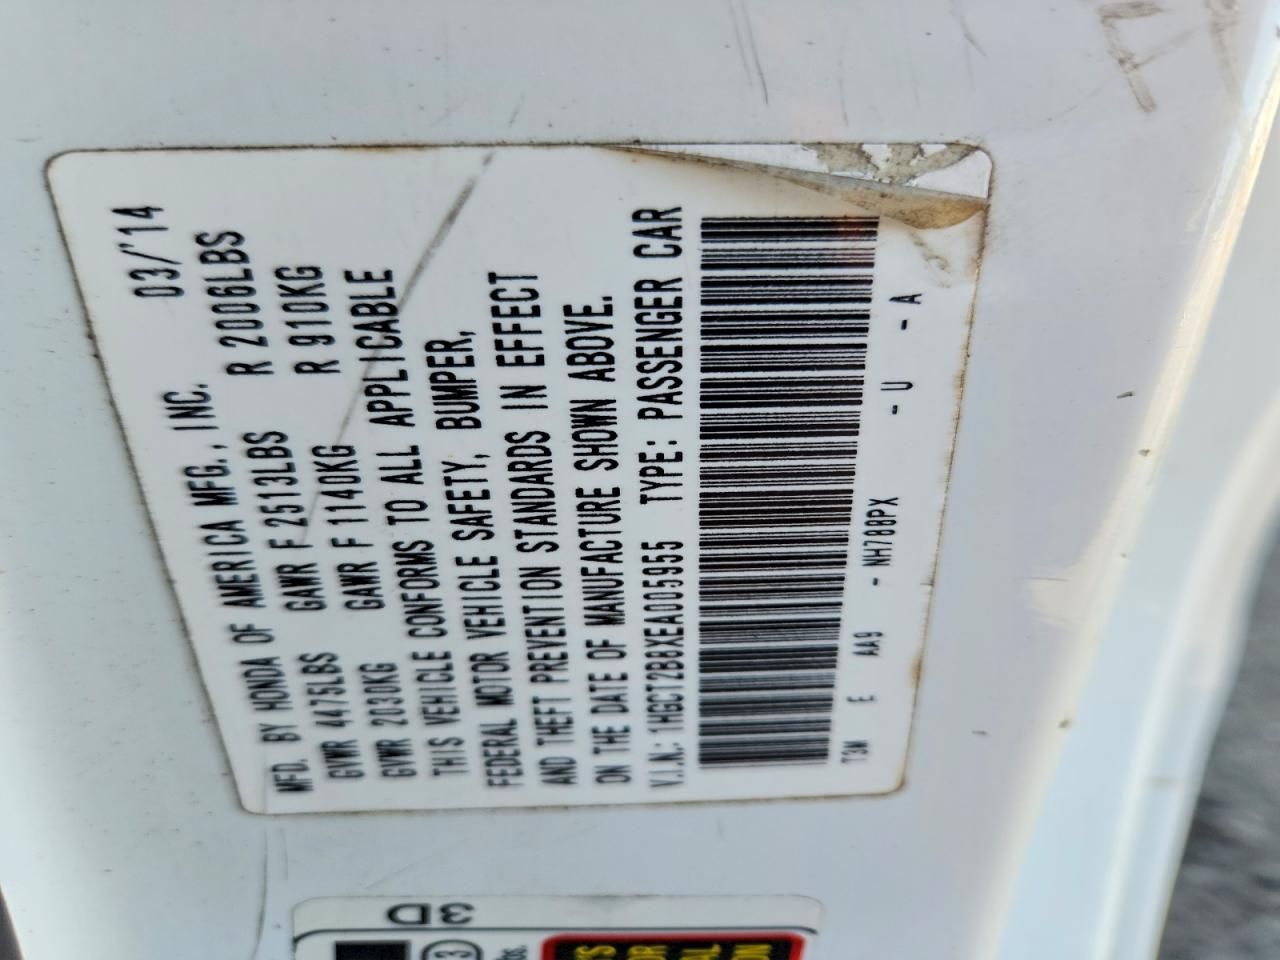 MFD. BY HONDA OF AMERICA MFG., INC. 03/'14
GVWR 4475LBS GAWR F 2513LBS R 2006LBS
GVWR 2030KG GAWR F 1140KG R 910KG
THIS VEHICLE CONFORMS TO ALL APPLICABLE
FEDERAL MOTOR VEHICLE SAFETY, BUMPER,
AND THEFT PREVENTION STANDARDS IN EFFECT
ON THE DATE OF MANUFACTURE SHOWN ABOVE.
V.I.N.: 1HGCT2B8XEA005955 TYPE: PASSENGER CAR
T3W E AA9 - NH788PX - U - A
3D
3